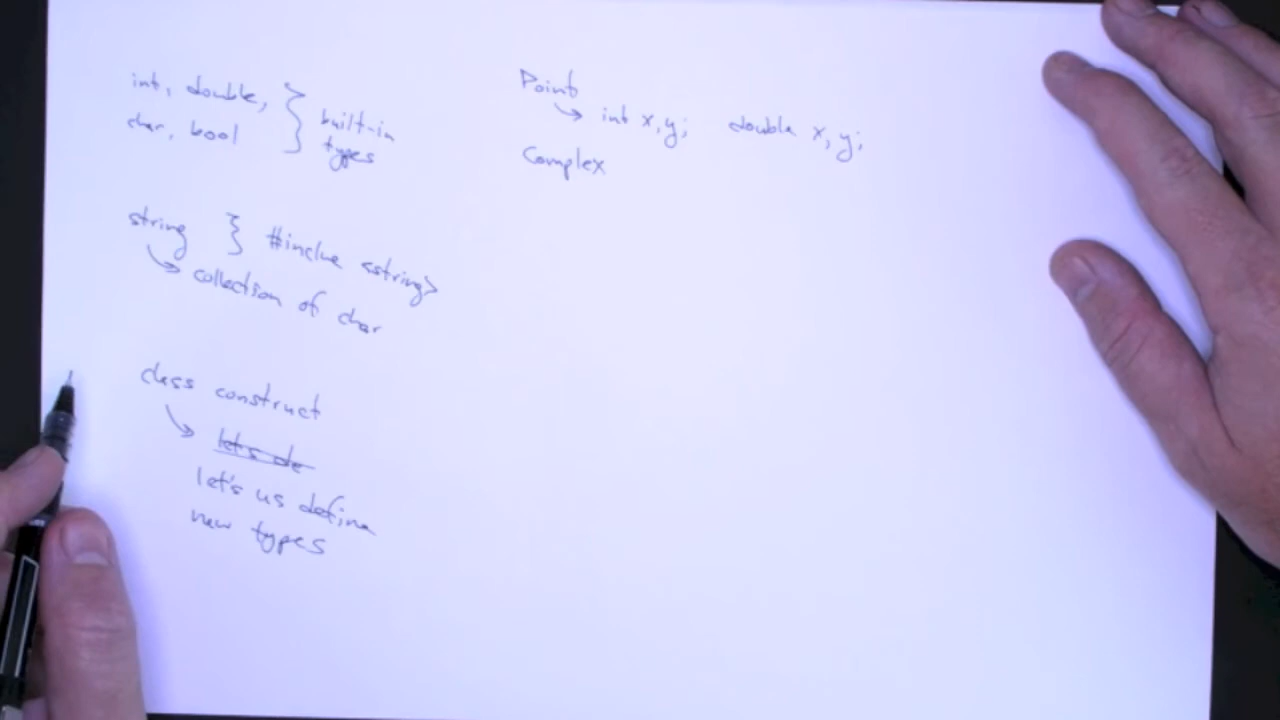 int, double,
char, bool
built-in
types
string } #inclue <string>
collection of char
class construct
let's de
let's us define
new types
Point
int x,y; double x, y;
Complex